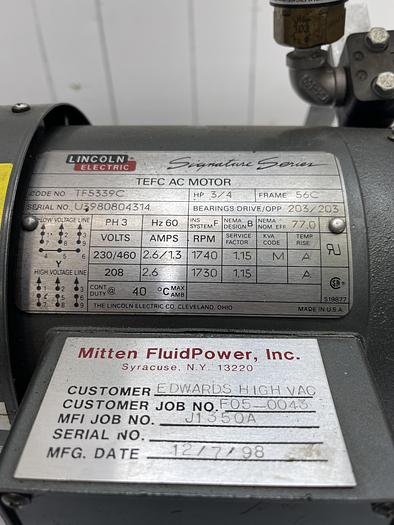 LINCOLN ELECTRIC Signature Series
TEFC AC MOTOR
CODE NO TF5339C HP 3/4 FRAME 56C
SERIAL NO. U3980804314 BEARINGS DRIVE/OPP 203/203
LOW VOLTAGE LINE PH 3 Hz 60 INS SYSTEM F NEMA DESIGN B NEMA NOM EFF 77.0
VOLTS AMPS RPM SERVICE FACTOR KVA CODE TEMP RISE
230/460 2.6/1.3 1740 1.15 M A
HIGH VOLTAGE LINE 208 2.6 1730 1.15 A
CONT DUTY @ 40 °C MAX AMB
THE LINCOLN ELECTRIC CO. CLEVELAND, OHIO MADE IN U.S.A.
S19877
Mitten FluidPower, Inc.
Syracuse, N.Y. 13220
CUSTOMER EDWARDS HIGH VAC
CUSTOMER JOB NO. F05-0043
MFI JOB NO. J1350A
SERIAL NO.
MFG. DATE 12/7/98